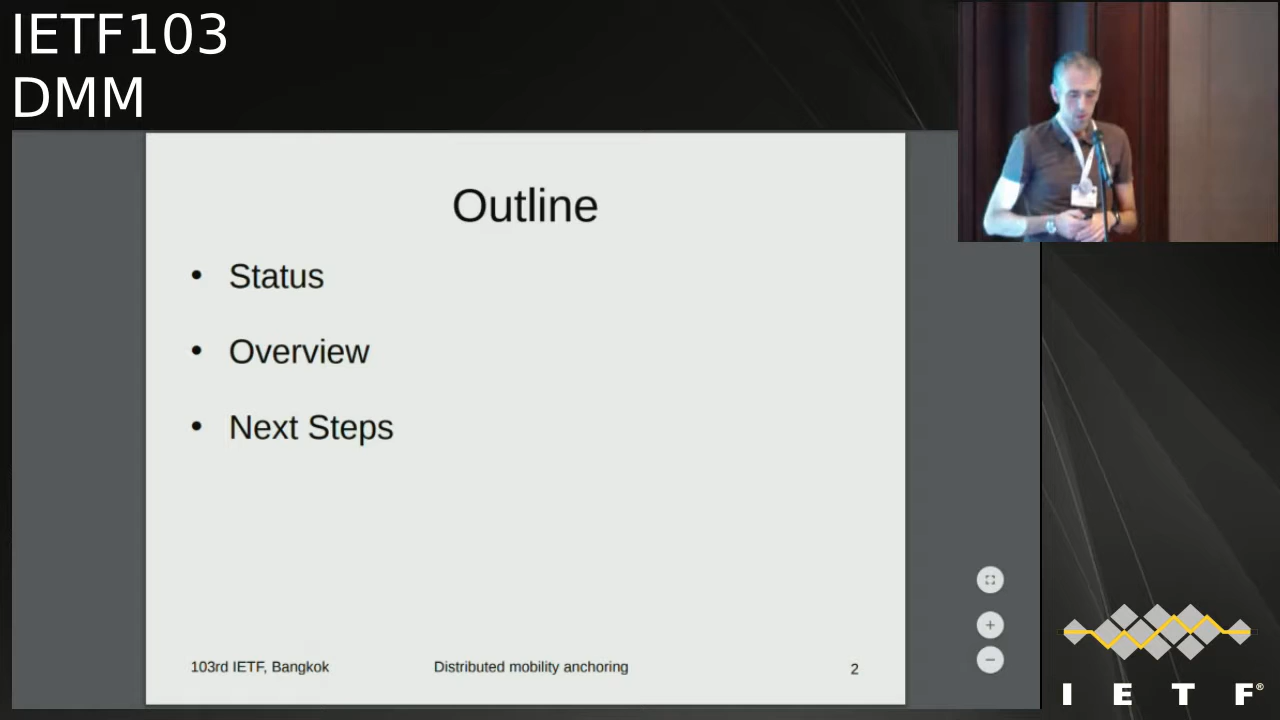 IETF103
DMM
Outline
• Status
• Overview
• Next Steps
103rd IETF, Bangkok
Distributed mobility anchoring
2
I E T F®